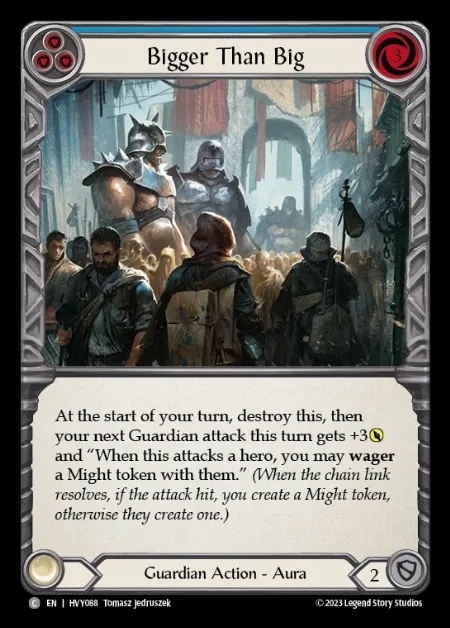 Bigger Than Big
3
At the start of your turn, destroy this, then
your next Guardian attack this turn gets +3
and “When this attacks a hero, you may wager
a Might token with them.” (When the chain link
resolves, if the attack hit, you create a Might token,
otherwise they create one.)
Guardian Action - Aura
2
C EN | HVY088 Tomasz Jedruszek
© 2023 Legend Story Studios